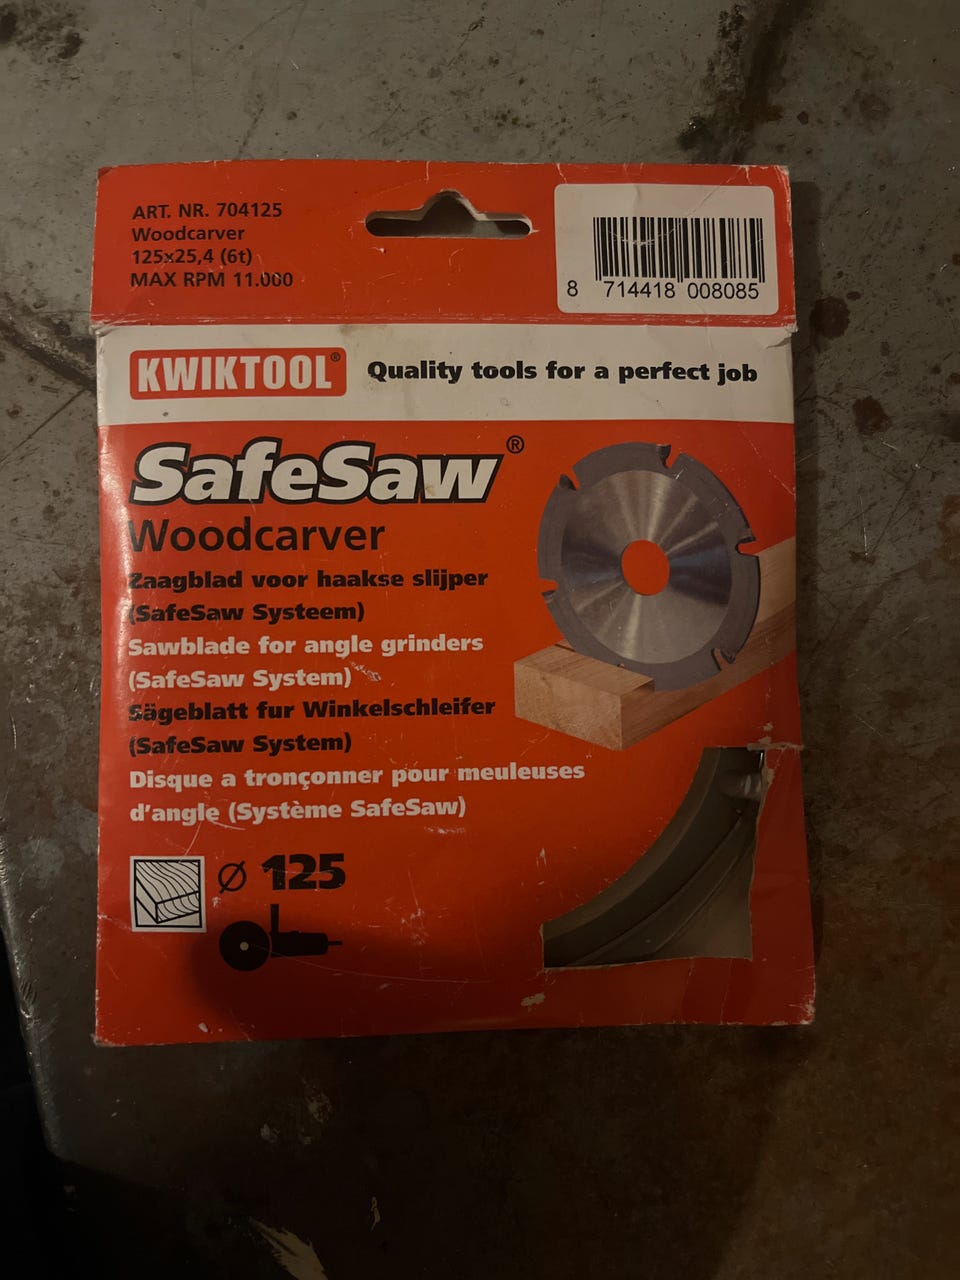 ART. NR. 704125
Woodcarver
125x25,4 (6t)
MAX RPM 11.000
8 714418 008085
KWIKTOOL®
Quality tools for a perfect job
SafeSaw®
Woodcarver
Zaagblad voor haakse slijper
(SafeSaw Systeem)
Sawblade for angle grinders
(SafeSaw System)
Sägeblatt fur Winkelschleifer
(SafeSaw System)
Disque a tronçonner pour meuleuses
d'angle (Système SafeSaw)
Ø 125